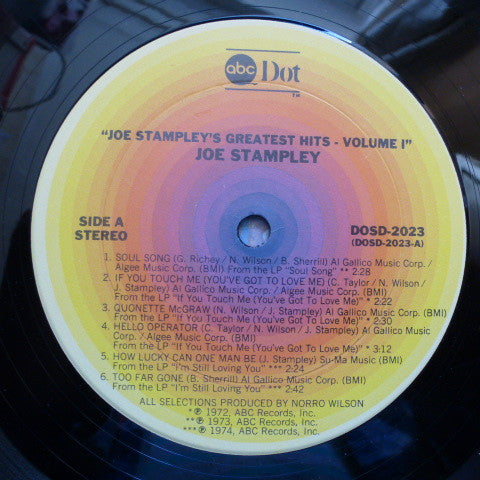 abc Dot
TM
"JOE STAMPLEY'S GREATEST HITS - VOLUME I"
JOE STAMPLEY
SIDE A
STEREO
DOSD-2023
(DOSD-2023-A)
1. SOUL SONG (G. Richey / N. Wilson / B. Sherrill) Al Gallico Music Corp. /
Algee Music Corp. (BMI) From the LP "Soul Song" ** 2:28
2. IF YOU TOUCH ME (YOU'VE GOT TO LOVE ME) (C. Taylor / N. Wilson /
J. Stampley) Al Gallico Music Corp. / Algee Music Corp. (BMI)
From the LP "If You Touch Me (You've Got To Love Me)" * 2:22
3. QUONETTE McGRAW (N. Wilson / J. Stampley) Al Gallico Music Corp. (BMI)
From the LP "If You Touch Me (You've Got To Love Me)" * 2:30
4. HELLO OPERATOR (C. Taylor / N. Wilson / J. Stampley) Al Gallico Music
Corp. / Algee Music Corp. (BMI)
From the LP "If You Touch Me (You've Got To Love Me)" * 3:12
5. HOW LUCKY CAN ONE MAN BE (J. Stampley) Su-Ma Music (BMI)
From the LP "I'm Still Loving You" *** 2:24
6. TOO FAR GONE (B. Sherrill) Al Gallico Music Corp. (BMI)
From the LP "I'm Still Loving You" *** 2:42
ALL SELECTIONS PRODUCED BY NORRO WILSON
*℗ 1972, ABC Records, Inc.
**℗ 1973, ABC Records, Inc.
***℗ 1974, ABC Records, Inc.